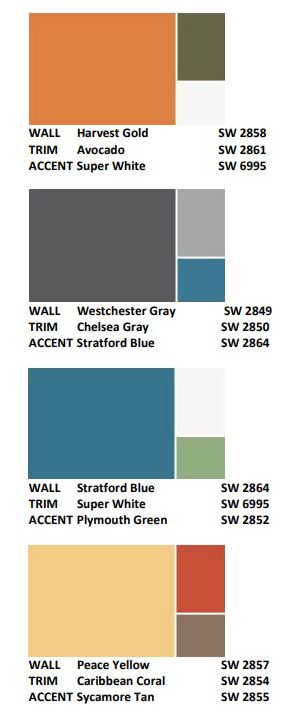 WALL Harvest Gold SW 2858
TRIM Avocado SW 2861
ACCENT Super White SW 6995
WALL Westchester Gray SW 2849
TRIM Chelsea Gray SW 2850
ACCENT Stratford Blue SW 2864
WALL Stratford Blue SW 2864
TRIM Super White SW 6995
ACCENT Plymouth Green SW 2852
WALL Peace Yellow SW 2857
TRIM Caribbean Coral SW 2854
ACCENT Sycamore Tan SW 2855